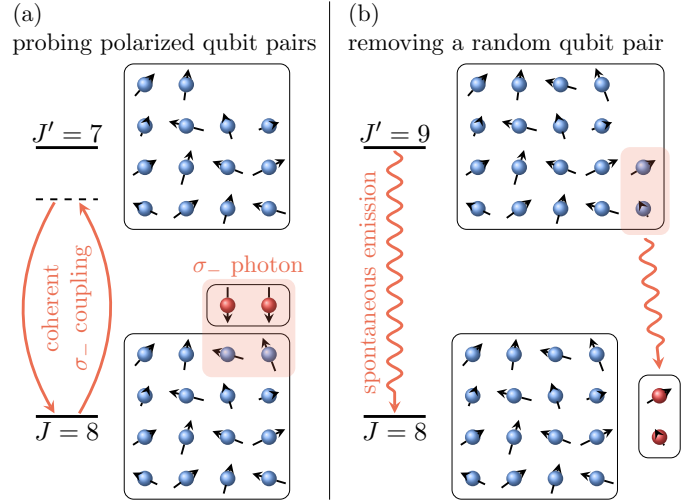 (a)
probing polarized qubit pairs
J′ = 7
coherent
σ₋ coupling
σ₋ photon
J = 8
(b)
removing a random qubit pair
J′ = 9
spontaneous emission
J = 8